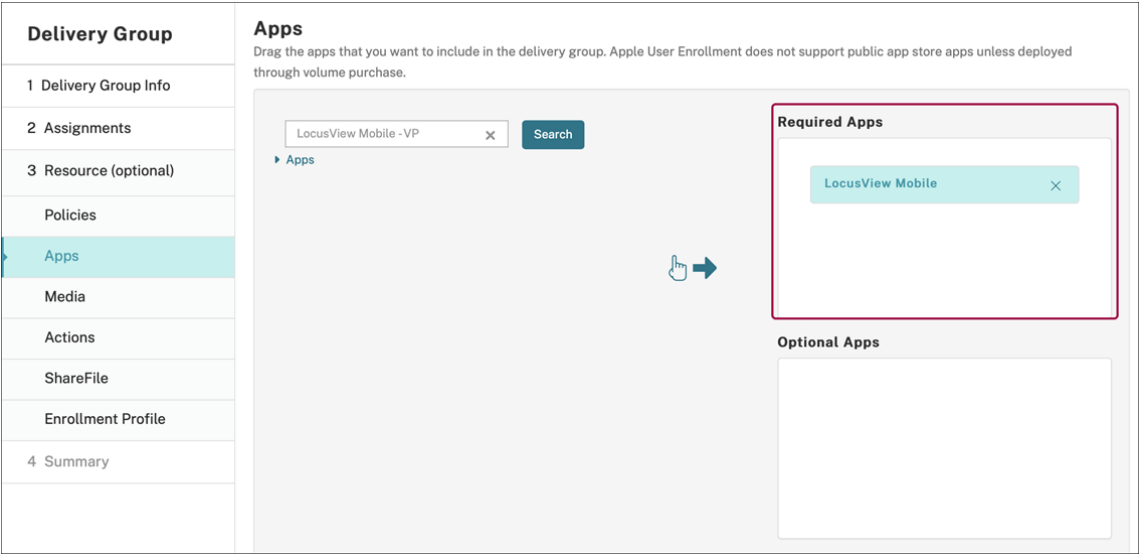 Delivery Group
1 Delivery Group Info
2 Assignments
3 Resource (optional)
Policies
Apps
Media
Actions
ShareFile
Enrollment Profile
4 Summary
Apps
Drag the apps that you want to include in the delivery group. Apple User Enrollment does not support public app store apps unless deployed
through volume purchase.
LocusView Mobile -VP
Search
Apps
Required Apps
LocusView Mobile
Optional Apps